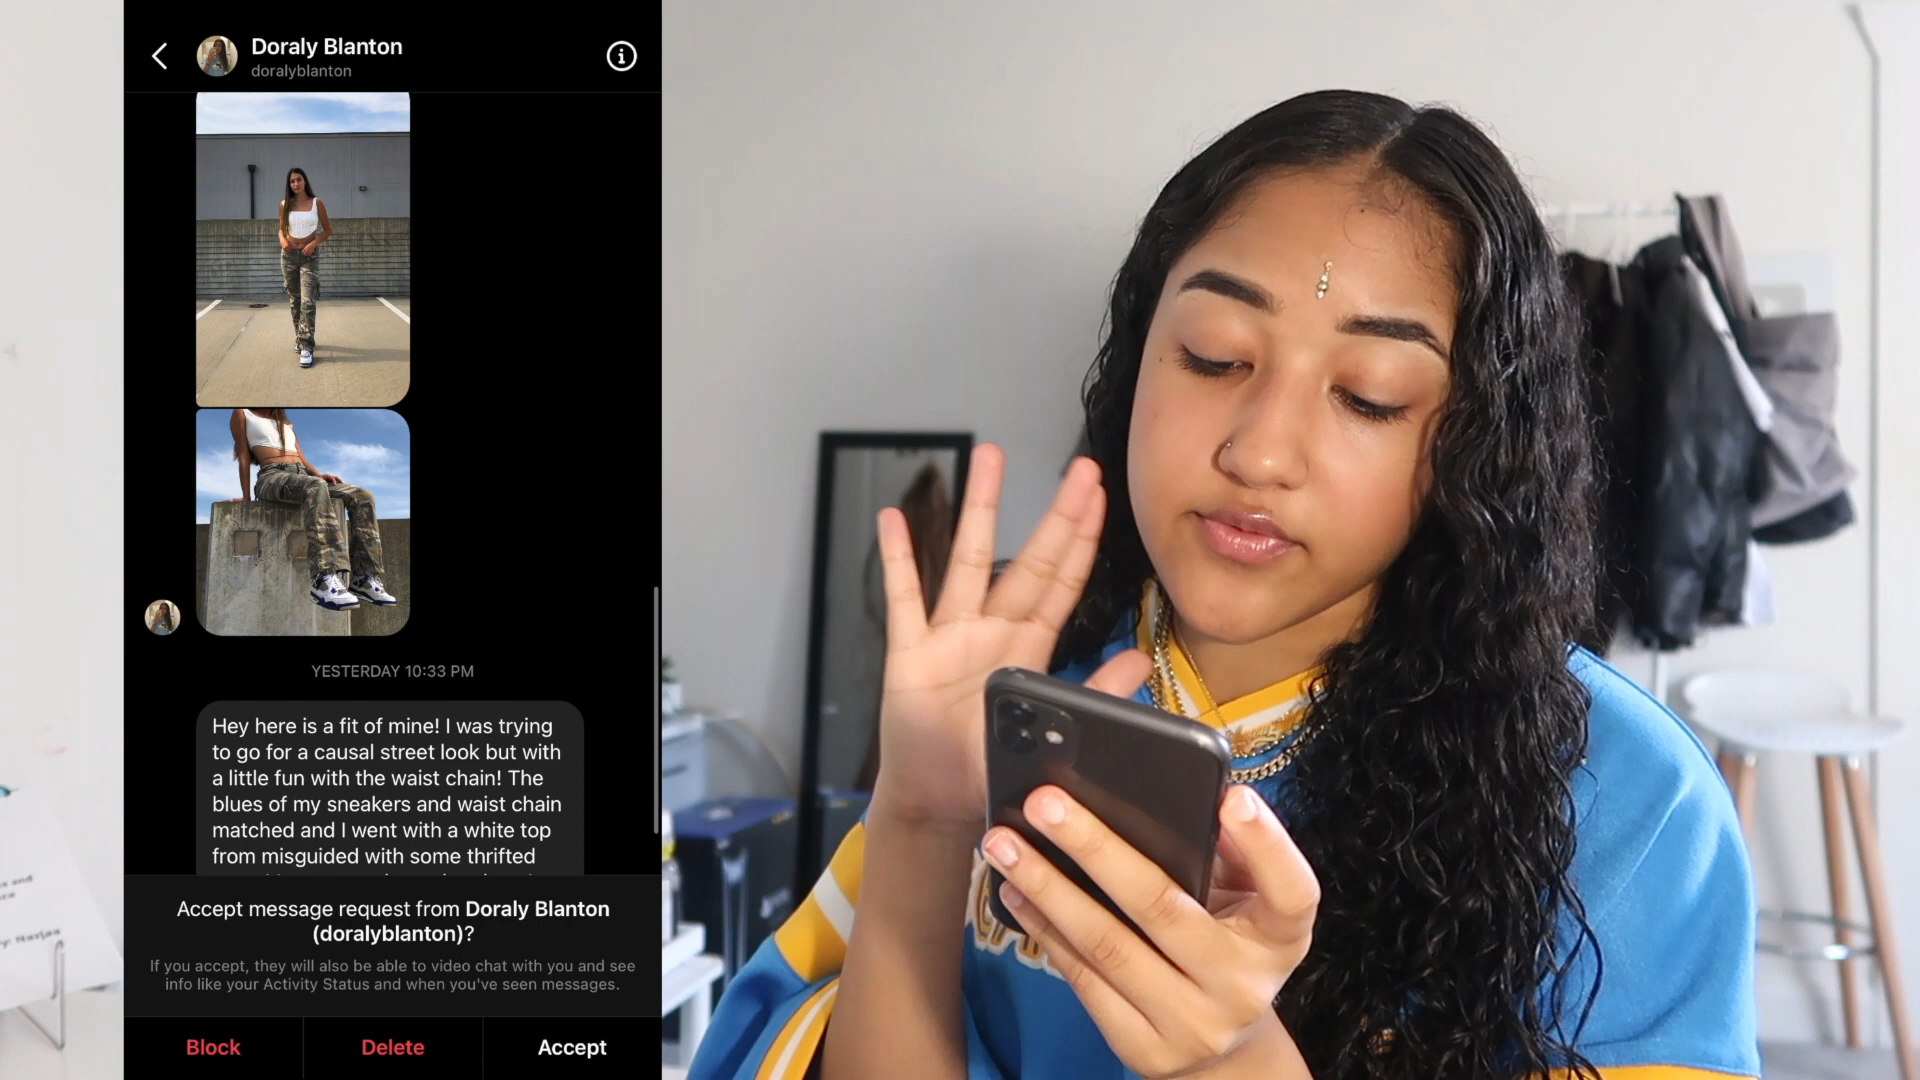 Doraly Blanton
doralyblanton
YESTERDAY 10:33 PM
Hey here is a fit of mine! I was trying
to go for a causal street look but with
a little fun with the waist chain! The
blues of my sneakers and waist chain
matched and I went with a white top
from misguided with some thrifted
Accept message request from Doraly Blanton
(doralyblanton)?
If you accept, they will also be able to video chat with you and see
info like your Activity Status and when you've seen messages.
Block
Delete
Accept